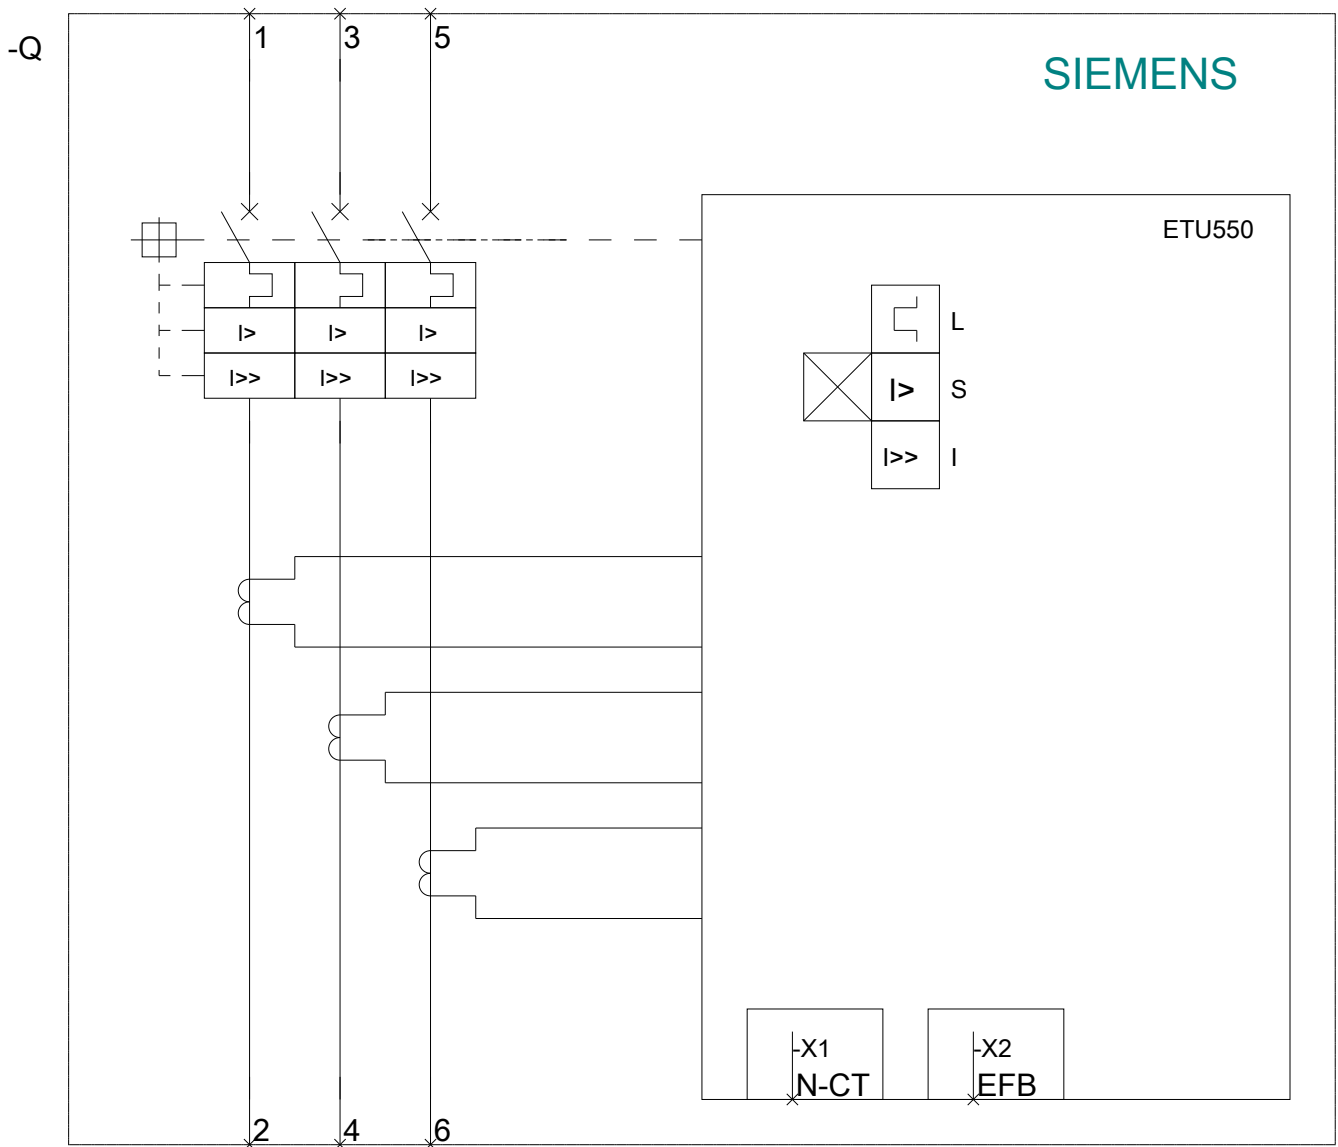 1 3 5
-Q
SIEMENS
ETU550
I> I> I>
I>> I>> I>>
L
I> S
I>> I
-X1 -X2
N-CT EFB
2 4 6